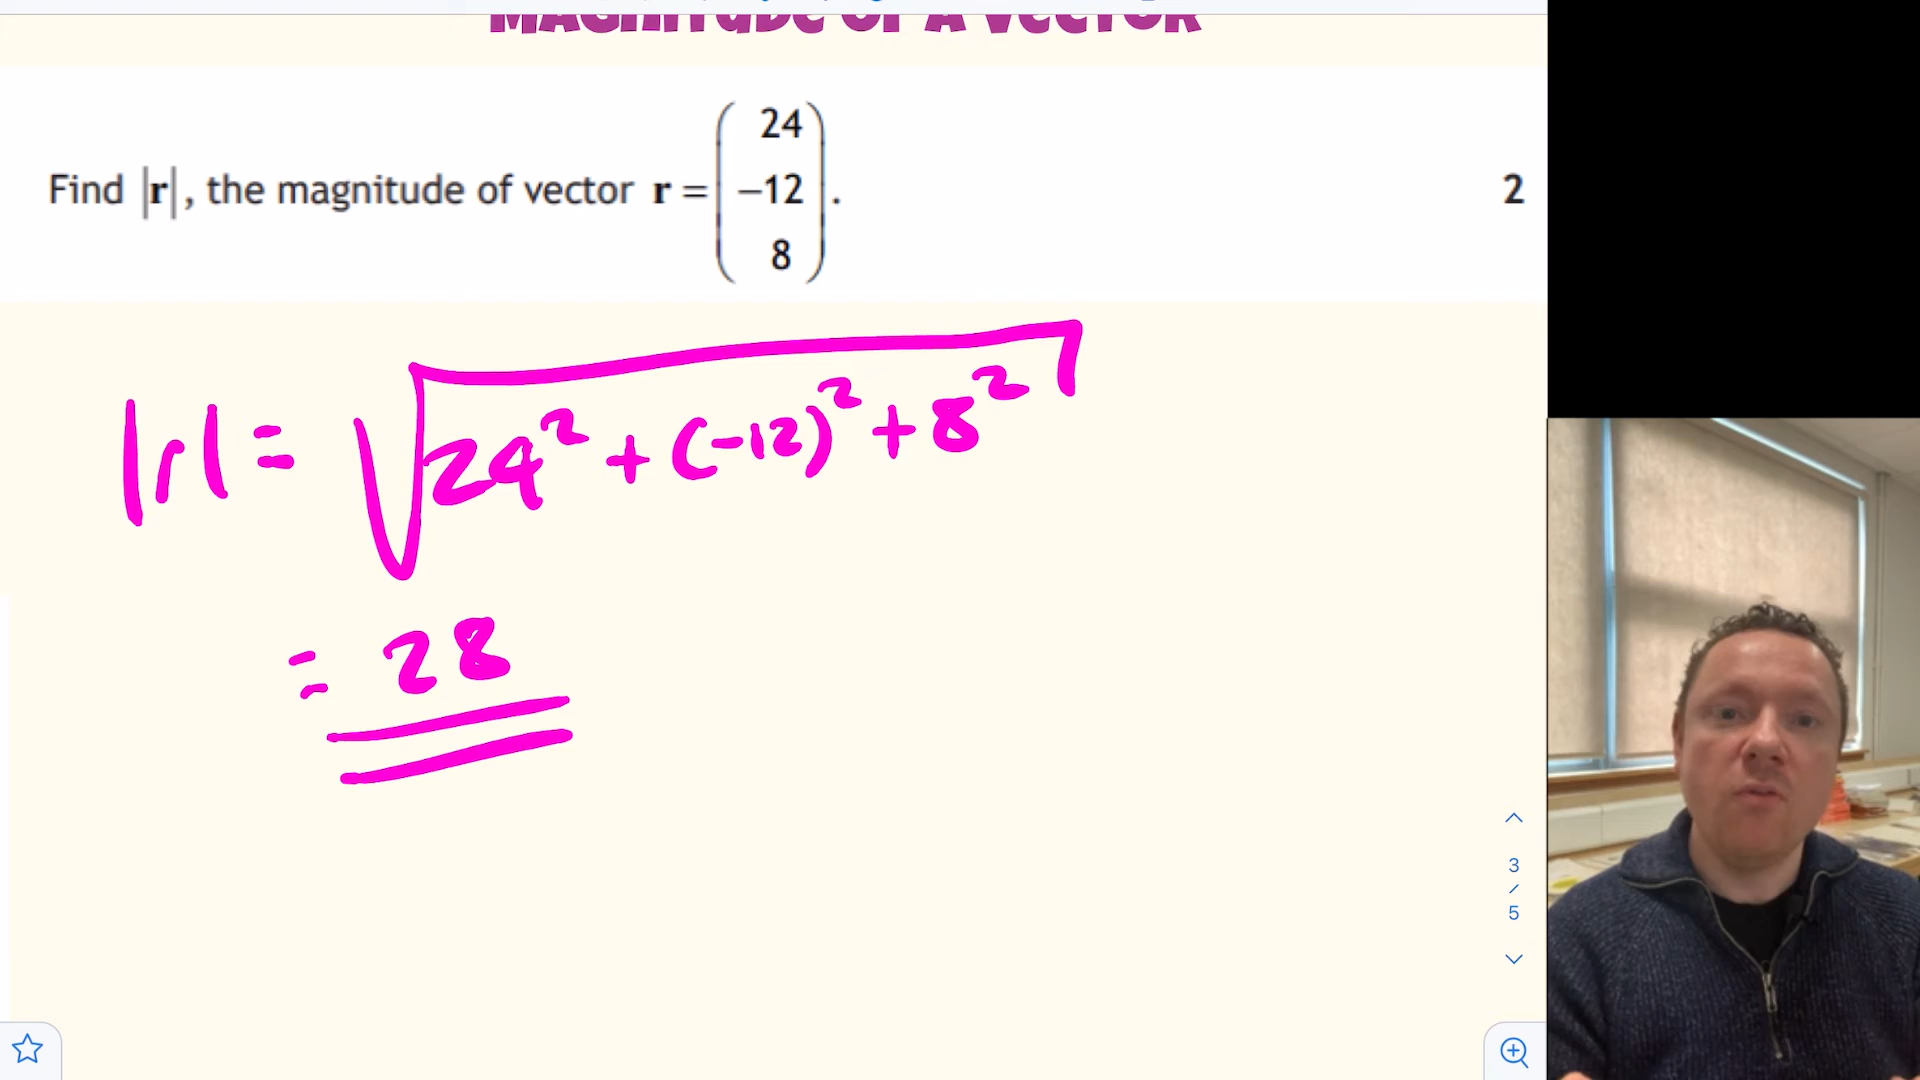 MAGNITUDE OF A VECTOR
Find |r|, the magnitude of vector r = ( 24 −12 8 ). 2
|r| = √24² + (-12)² + 8²
= 28
3
/
5